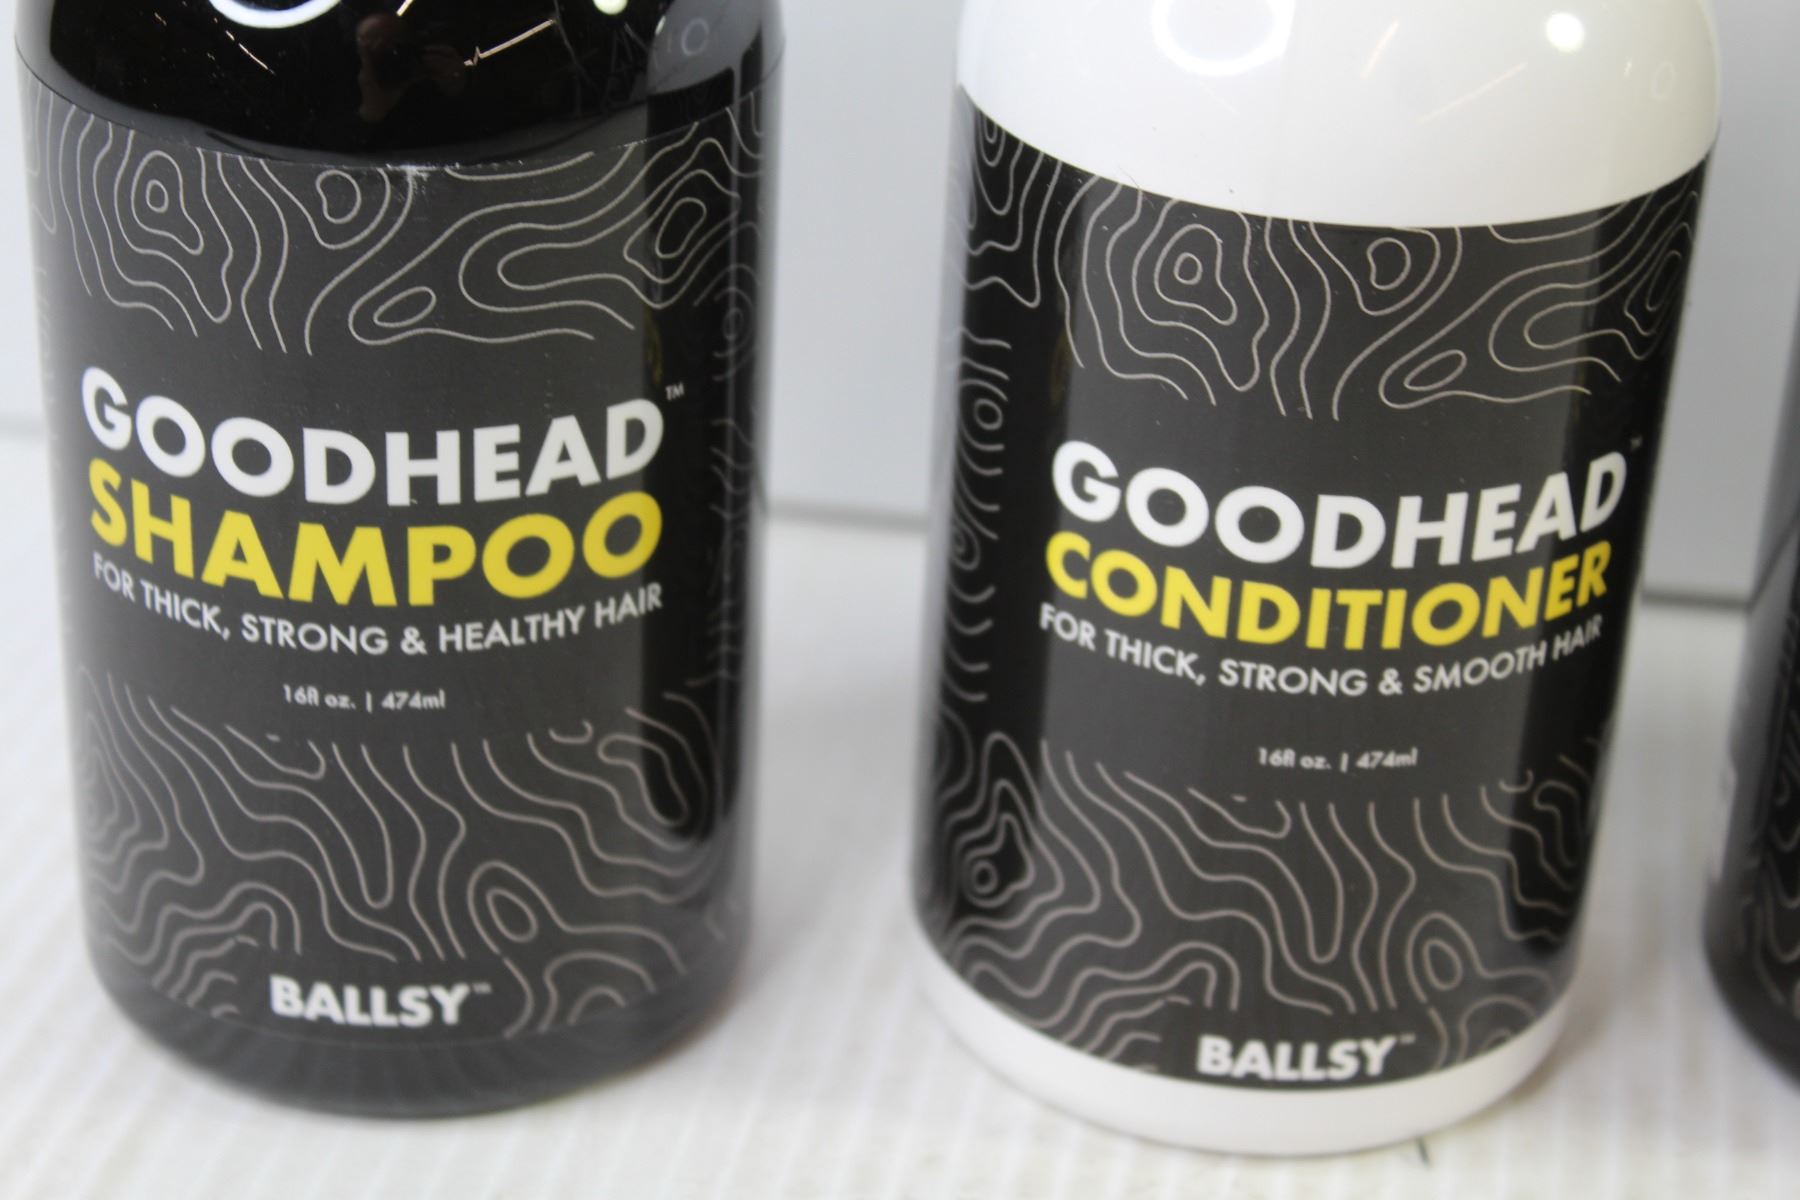 GOODHEAD™
SHAMPOO
FOR THICK, STRONG & HEALTHY HAIR
16fl oz. | 474ml
BALLSY™
GOODHEAD™
CONDITIONER
FOR THICK, STRONG & SMOOTH HAIR
16fl oz. | 474ml
BALLSY™